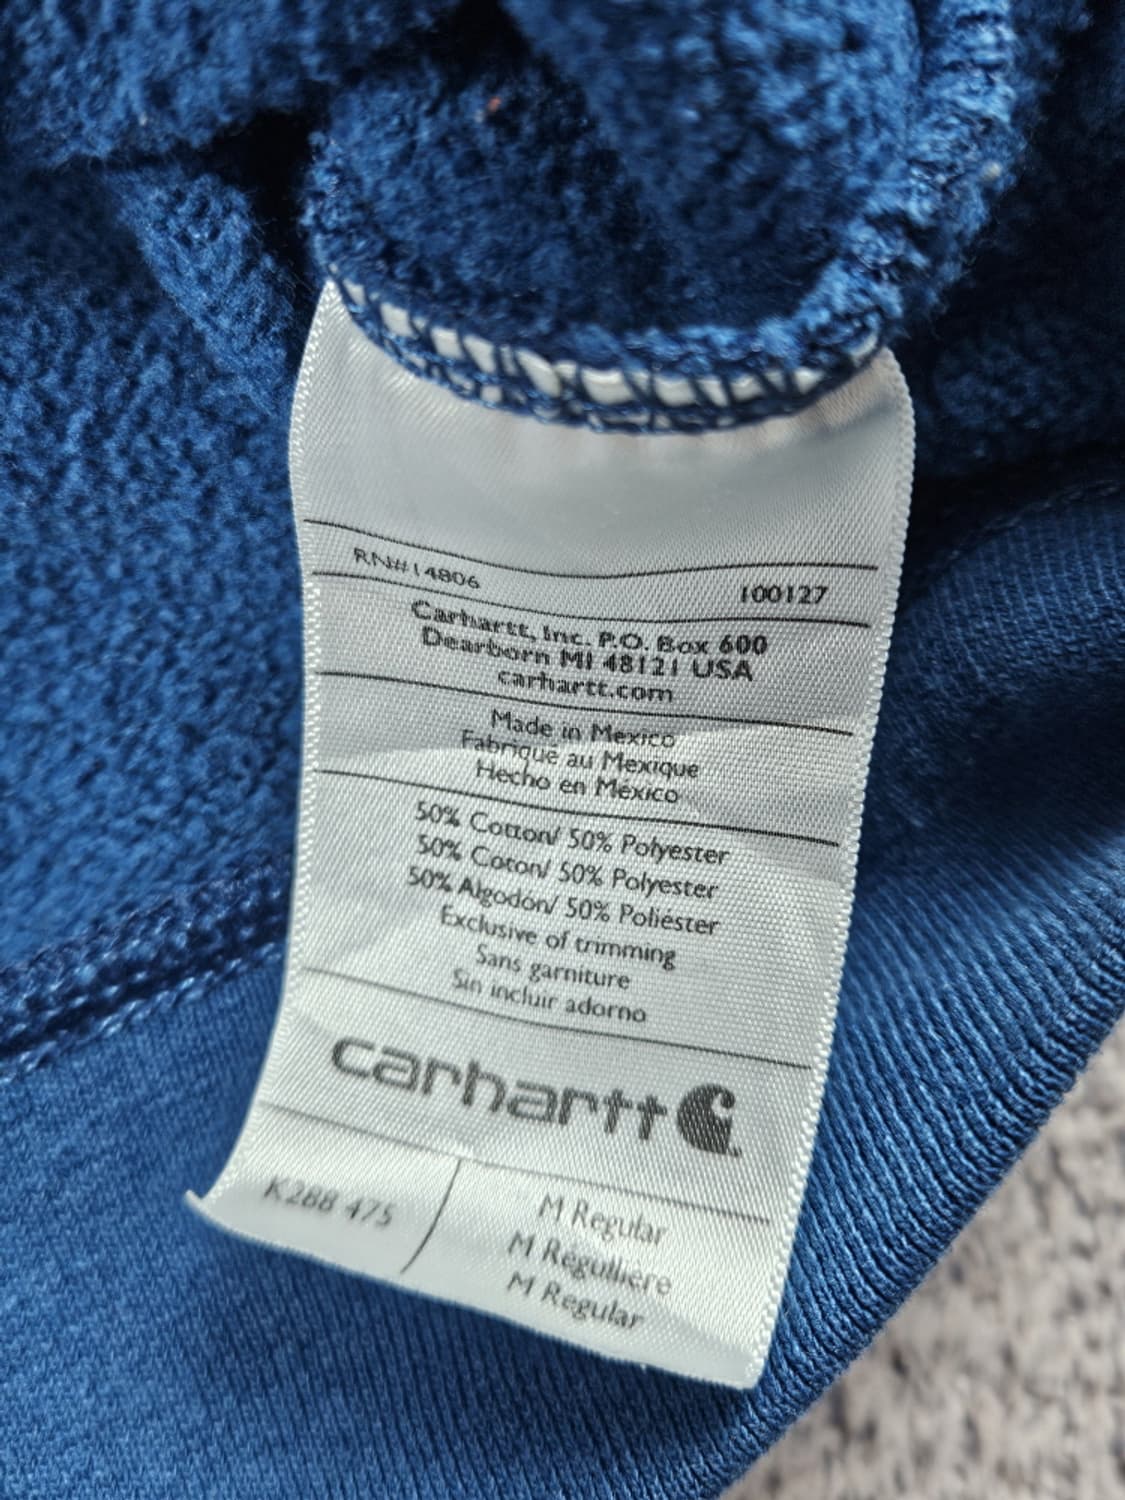 RN#14806
100127
Carhartt, Inc. P.O. Box 600
Dearborn MI 48121 USA
carhartt.com
Made in Mexico
Fabriqué au Mexique
Hecho en México
50% Cotton/ 50% Polyester
50% Coton/ 50% Polyester
50% Algodón/ 50% Poliéster
Exclusive of trimming
Sans garniture
Sin incluir adorno
carhartt
K288 475
M Regular
M Régulliere
M Regular